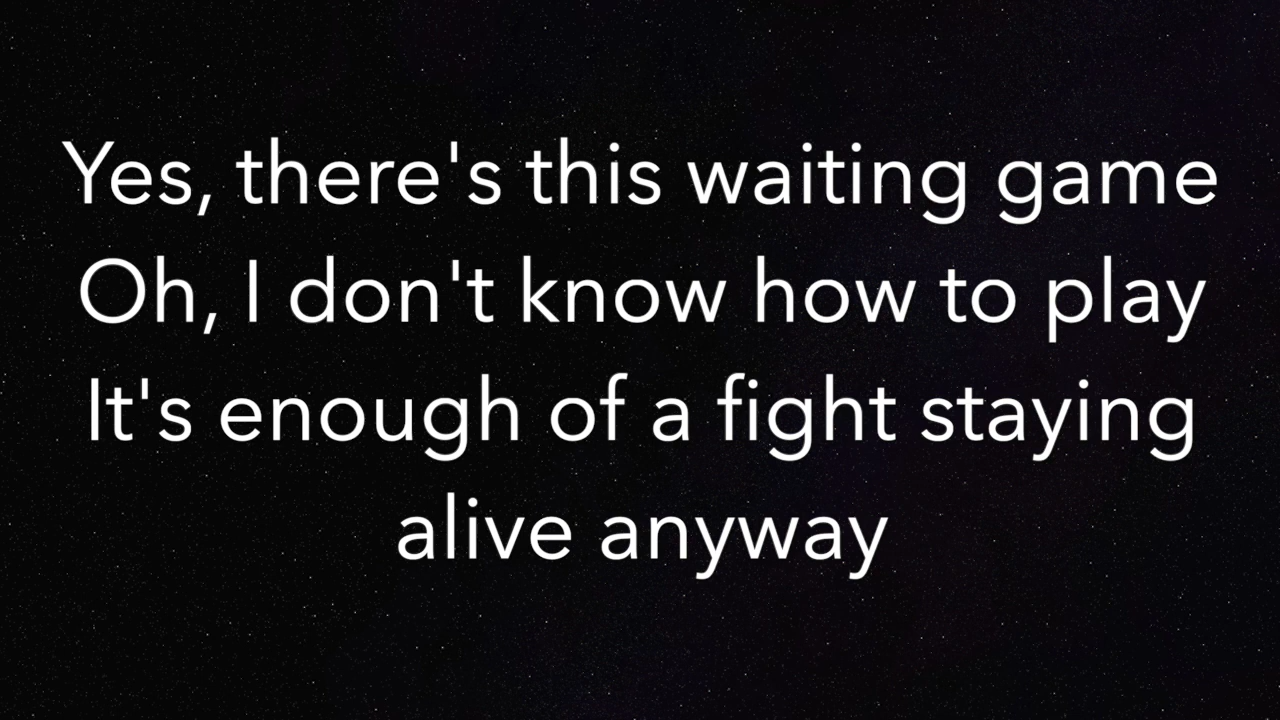 Yes, there's this waiting game
Oh, I don't know how to play
It's enough of a fight staying
alive anyway